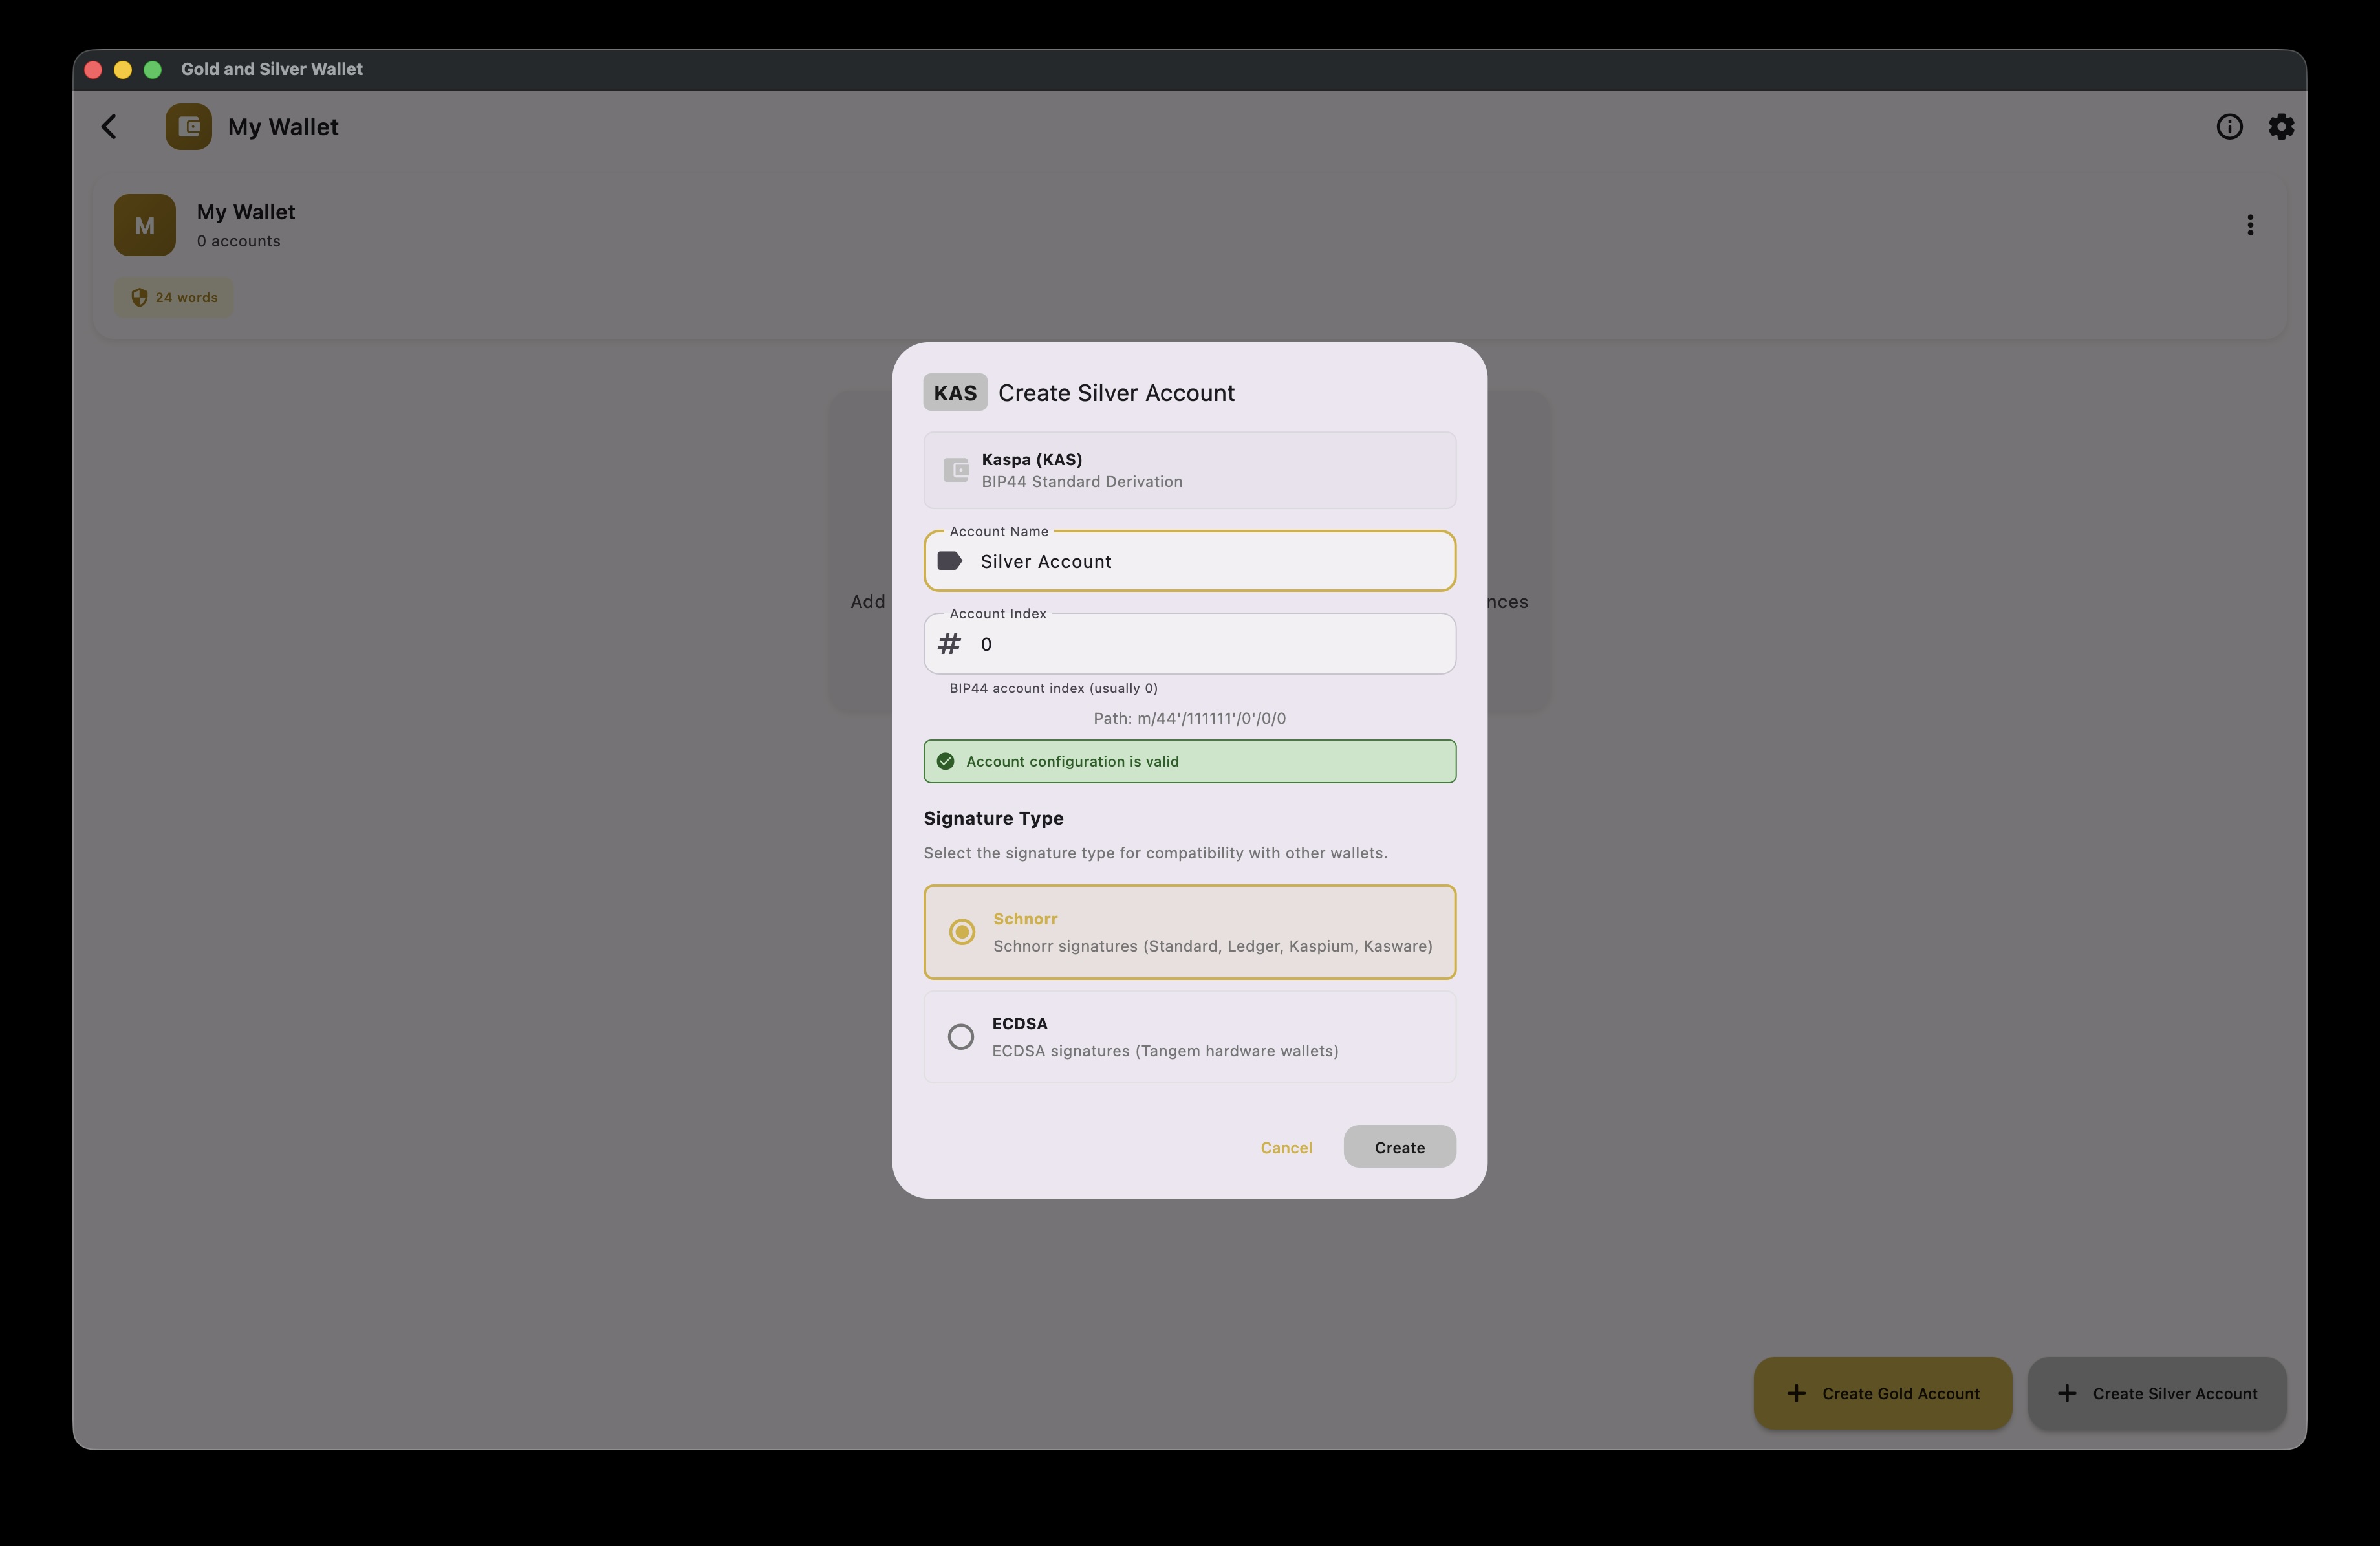 Gold and Silver Wallet
My Wallet
M
My Wallet
0 accounts
24 words
Add
nces
KAS
Create Silver Account
Kaspa (KAS)
BIP44 Standard Derivation
Account Name
Silver Account
Account Index
# 0
BIP44 account index (usually 0)
Path: m/44'/111111'/0'/0/0
Account configuration is valid
Signature Type
Select the signature type for compatibility with other wallets.
Schnorr
Schnorr signatures (Standard, Ledger, Kaspium, Kasware)
ECDSA
ECDSA signatures (Tangem hardware wallets)
Cancel
Create
+ Create Gold Account
+ Create Silver Account